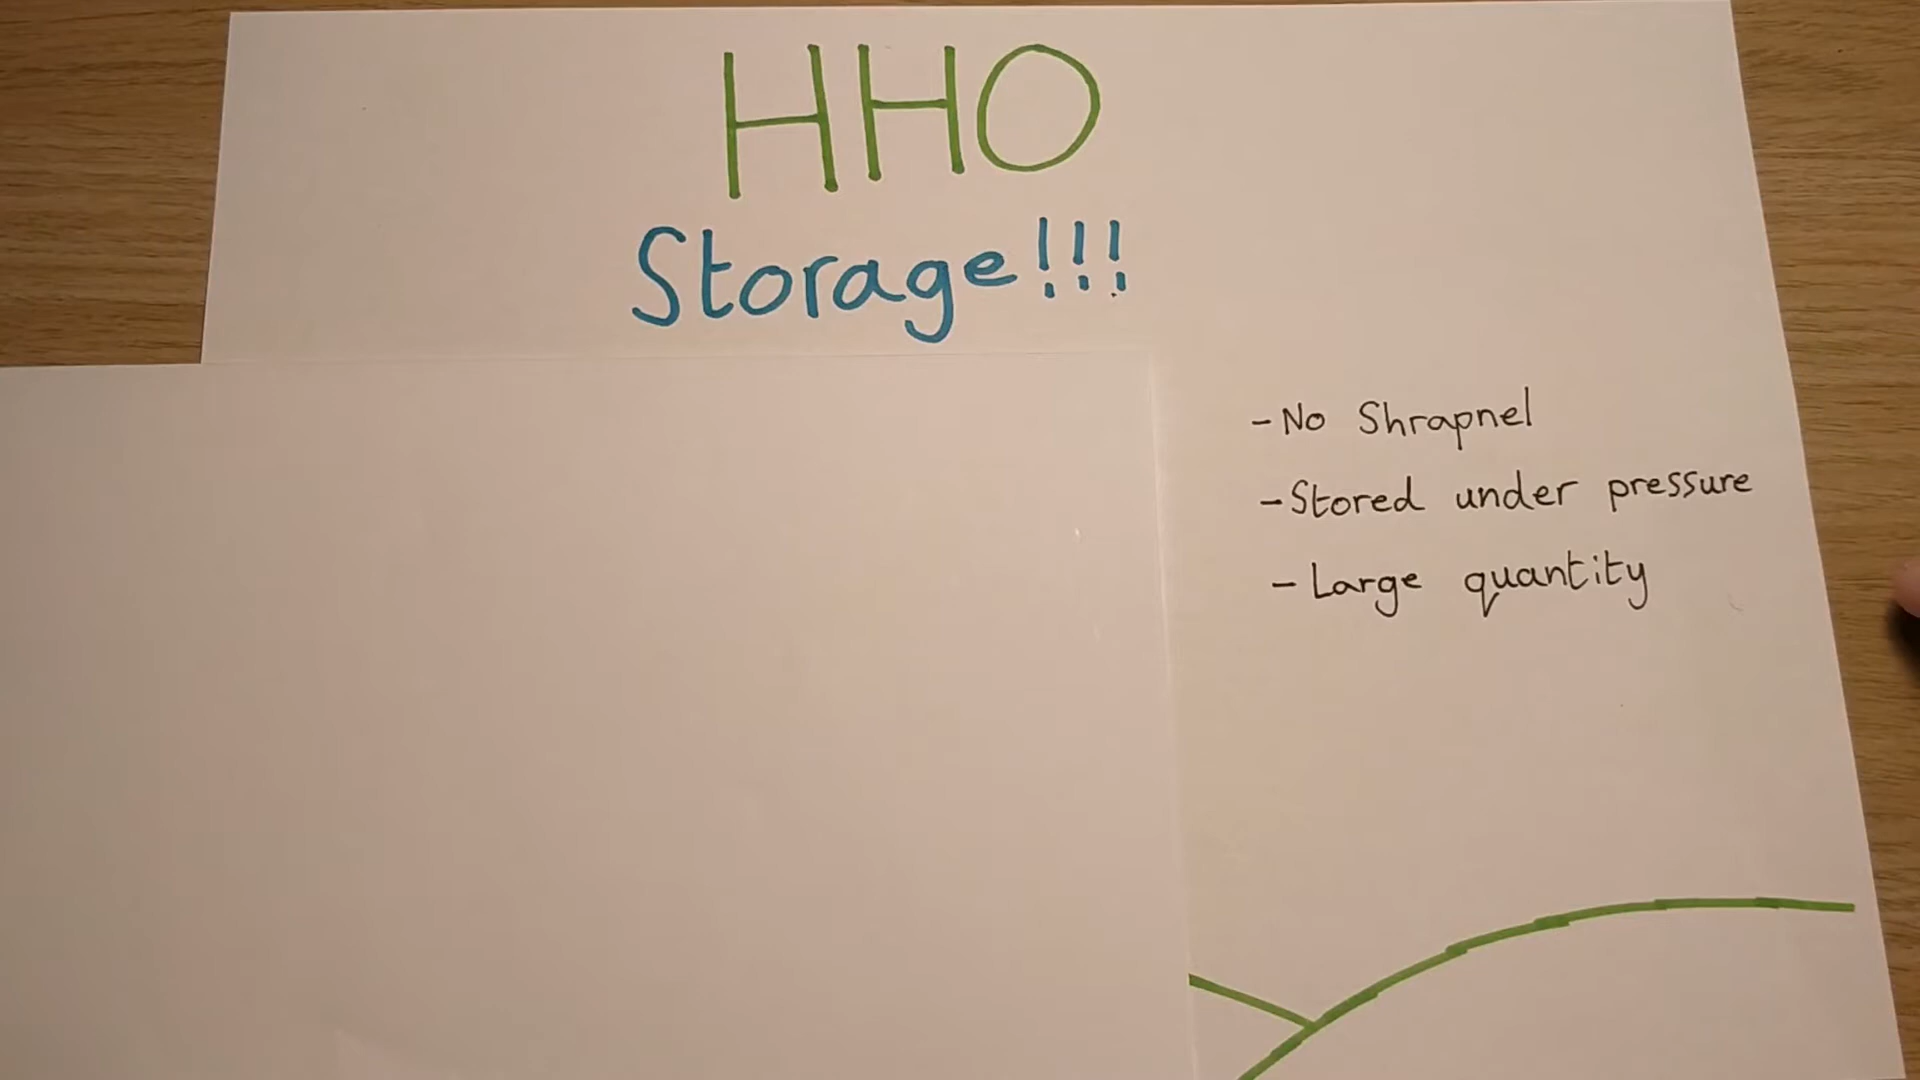 HHO
Storage!!!
- No Shrapnel
- Stored under pressure
- Large quantity